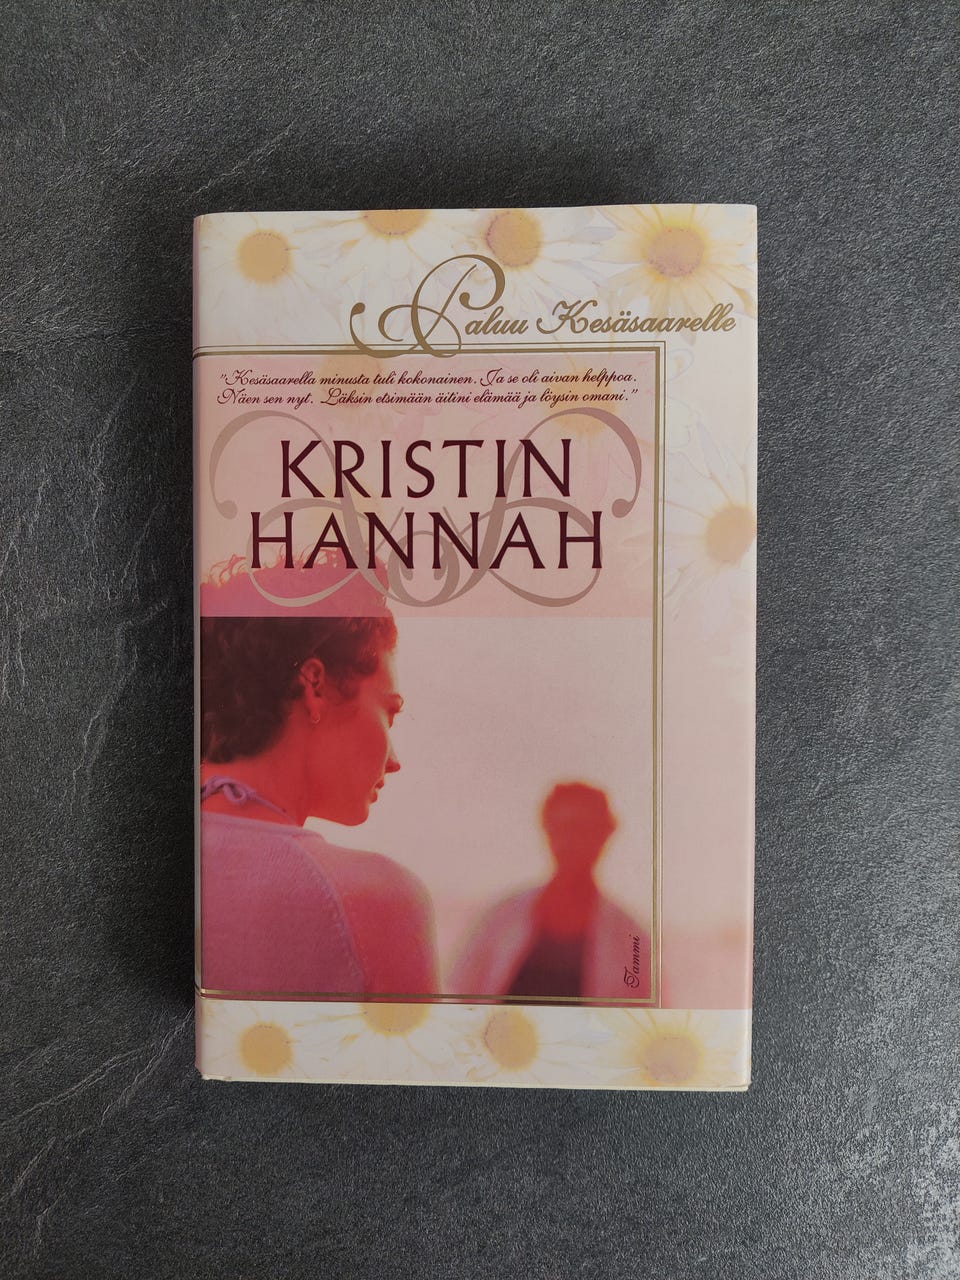 Paluu Kesäsaarelle
"Kesäsaarella minusta tuli kokonainen. Ja se oli aivan helppoa.
Näen sen nyt. Läksin etsimään äitini elämää ja löysin omani."
KRISTIN
HANNAH
Tammi